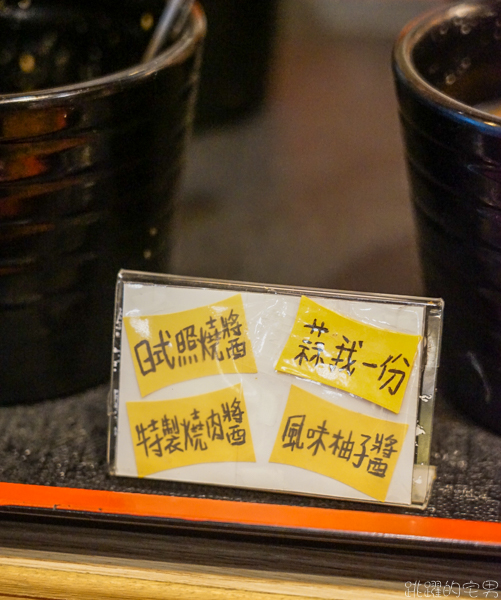 日式照燒醬
蒜我一份
特製燒肉醬
風味柚子醬
跳躍的宅男